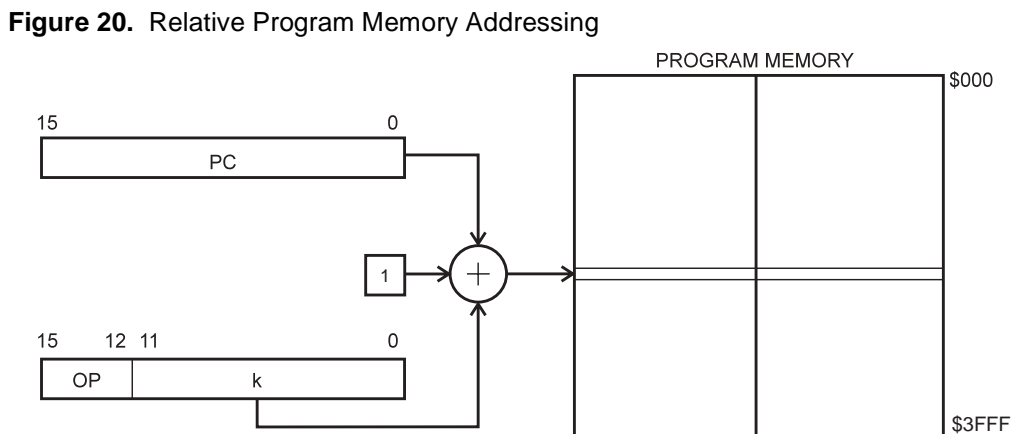 Figure 20. Relative Program Memory Addressing
PROGRAM MEMORY
$000
15 0
PC
1
+
15 12 11 0
OP k
$3FFF